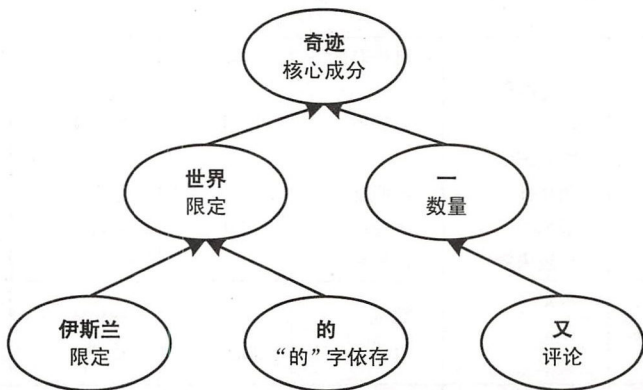 奇迹
核心成分
世界
限定
一
数量
伊斯兰
限定
的
“的”字依存
又
评论